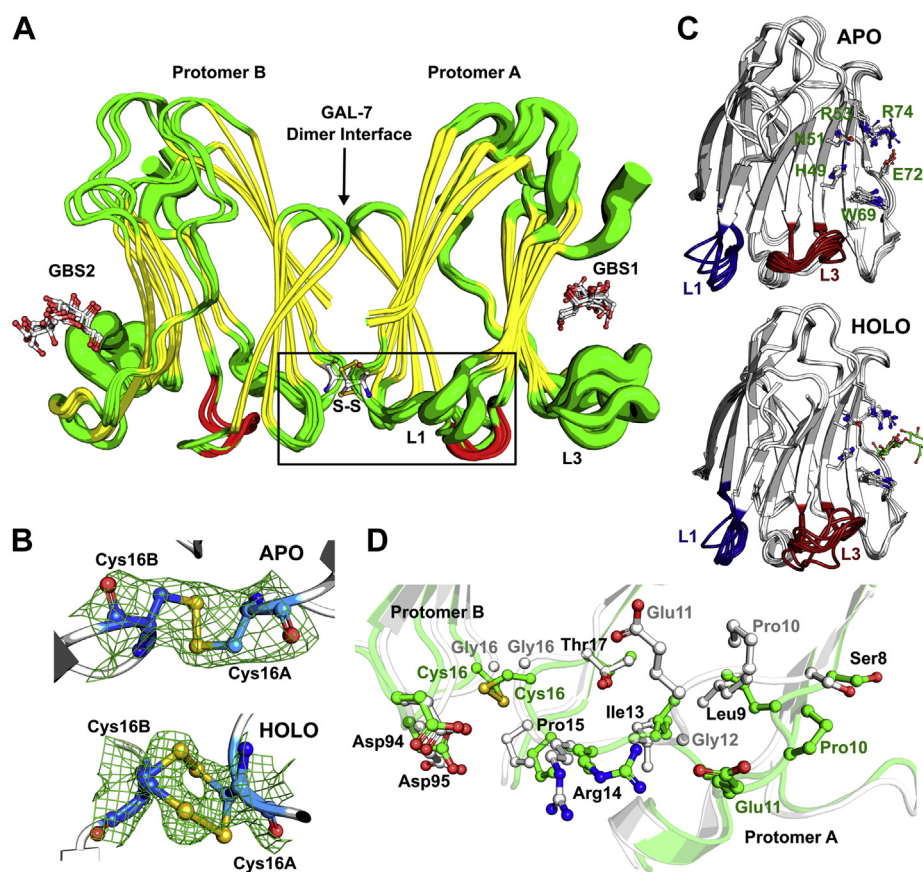 A
Protomer B
Protomer A
GAL-7
Dimer Interface
GBS2
GBS1
S-S
L1
L3
C
APO
R53
R74
N51
H49
E72
W69
L1
L3
HOLO
L1
L3
B
Cys16B
APO
Cys16A
Cys16B
HOLO
Cys16A
D
Protomer B
Glu11
Gly16
Gly16
Thr17
Pro10
Cys16
Cys16
Ser8
Pro15
Ile13
Leu9
Asp94
Gly12
Pro10
Asp95
Arg14
Glu11
Protomer A